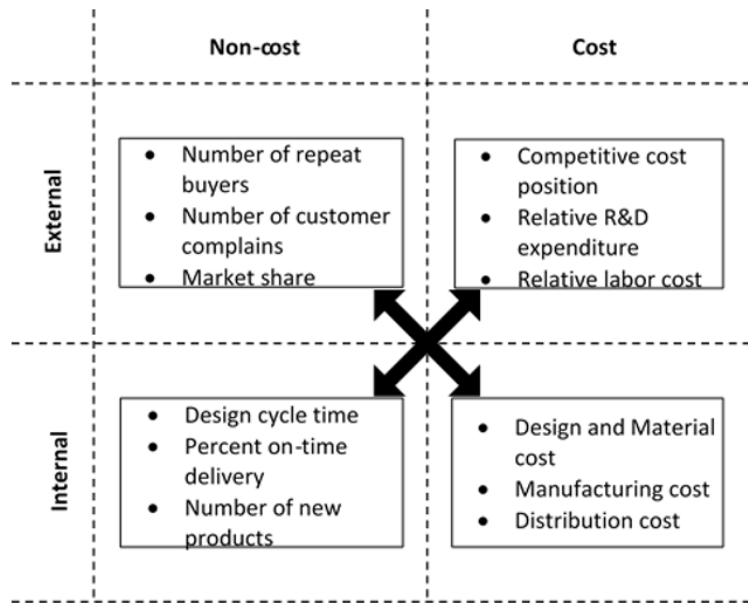 Non-cost
Cost
External
• Number of repeat
buyers
• Number of customer
complains
• Market share
• Competitive cost
position
• Relative R&D
expenditure
• Relative labor cost
Internal
• Design cycle time
• Percent on-time
delivery
• Number of new
products
• Design and Material
cost
• Manufacturing cost
• Distribution cost